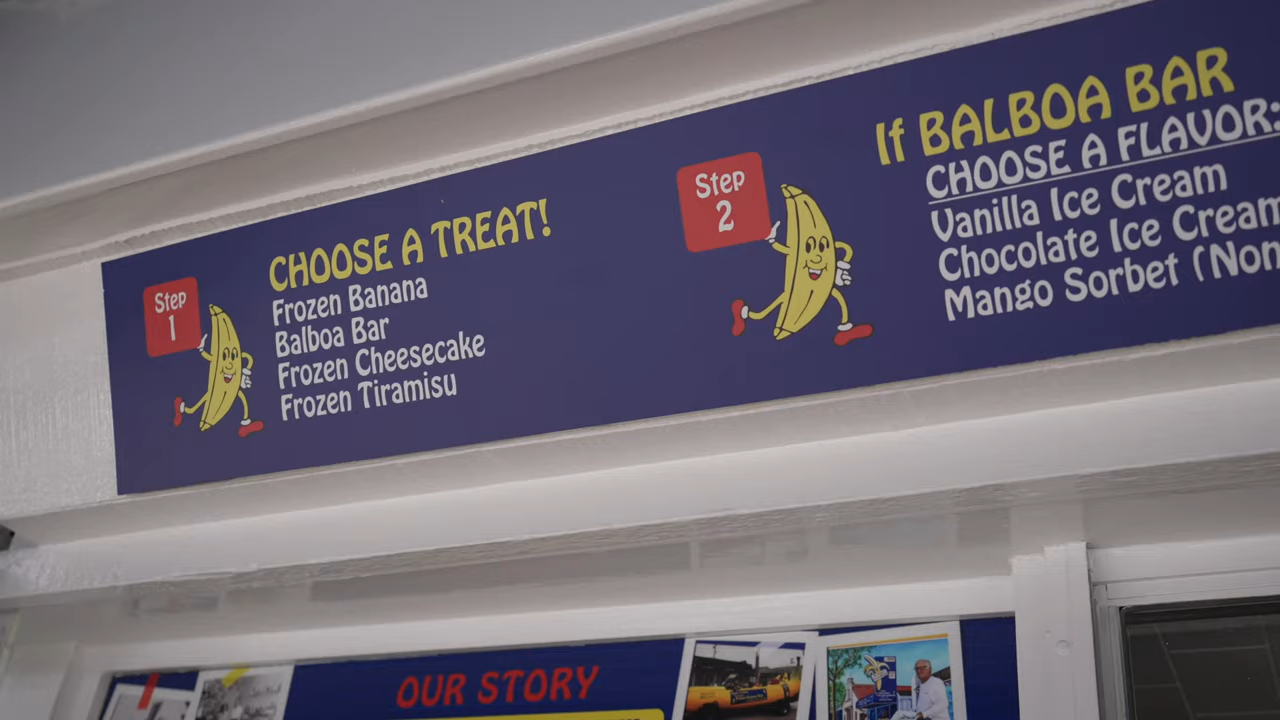 Step
1
CHOOSE A TREAT!
Frozen Banana
Balboa Bar
Frozen Cheesecake
Frozen Tiramisu
Step
2
If BALBOA BAR
CHOOSE A FLAVOR:
Vanilla Ice Cream
Chocolate Ice Cream
Mango Sorbet (Non
OUR STORY